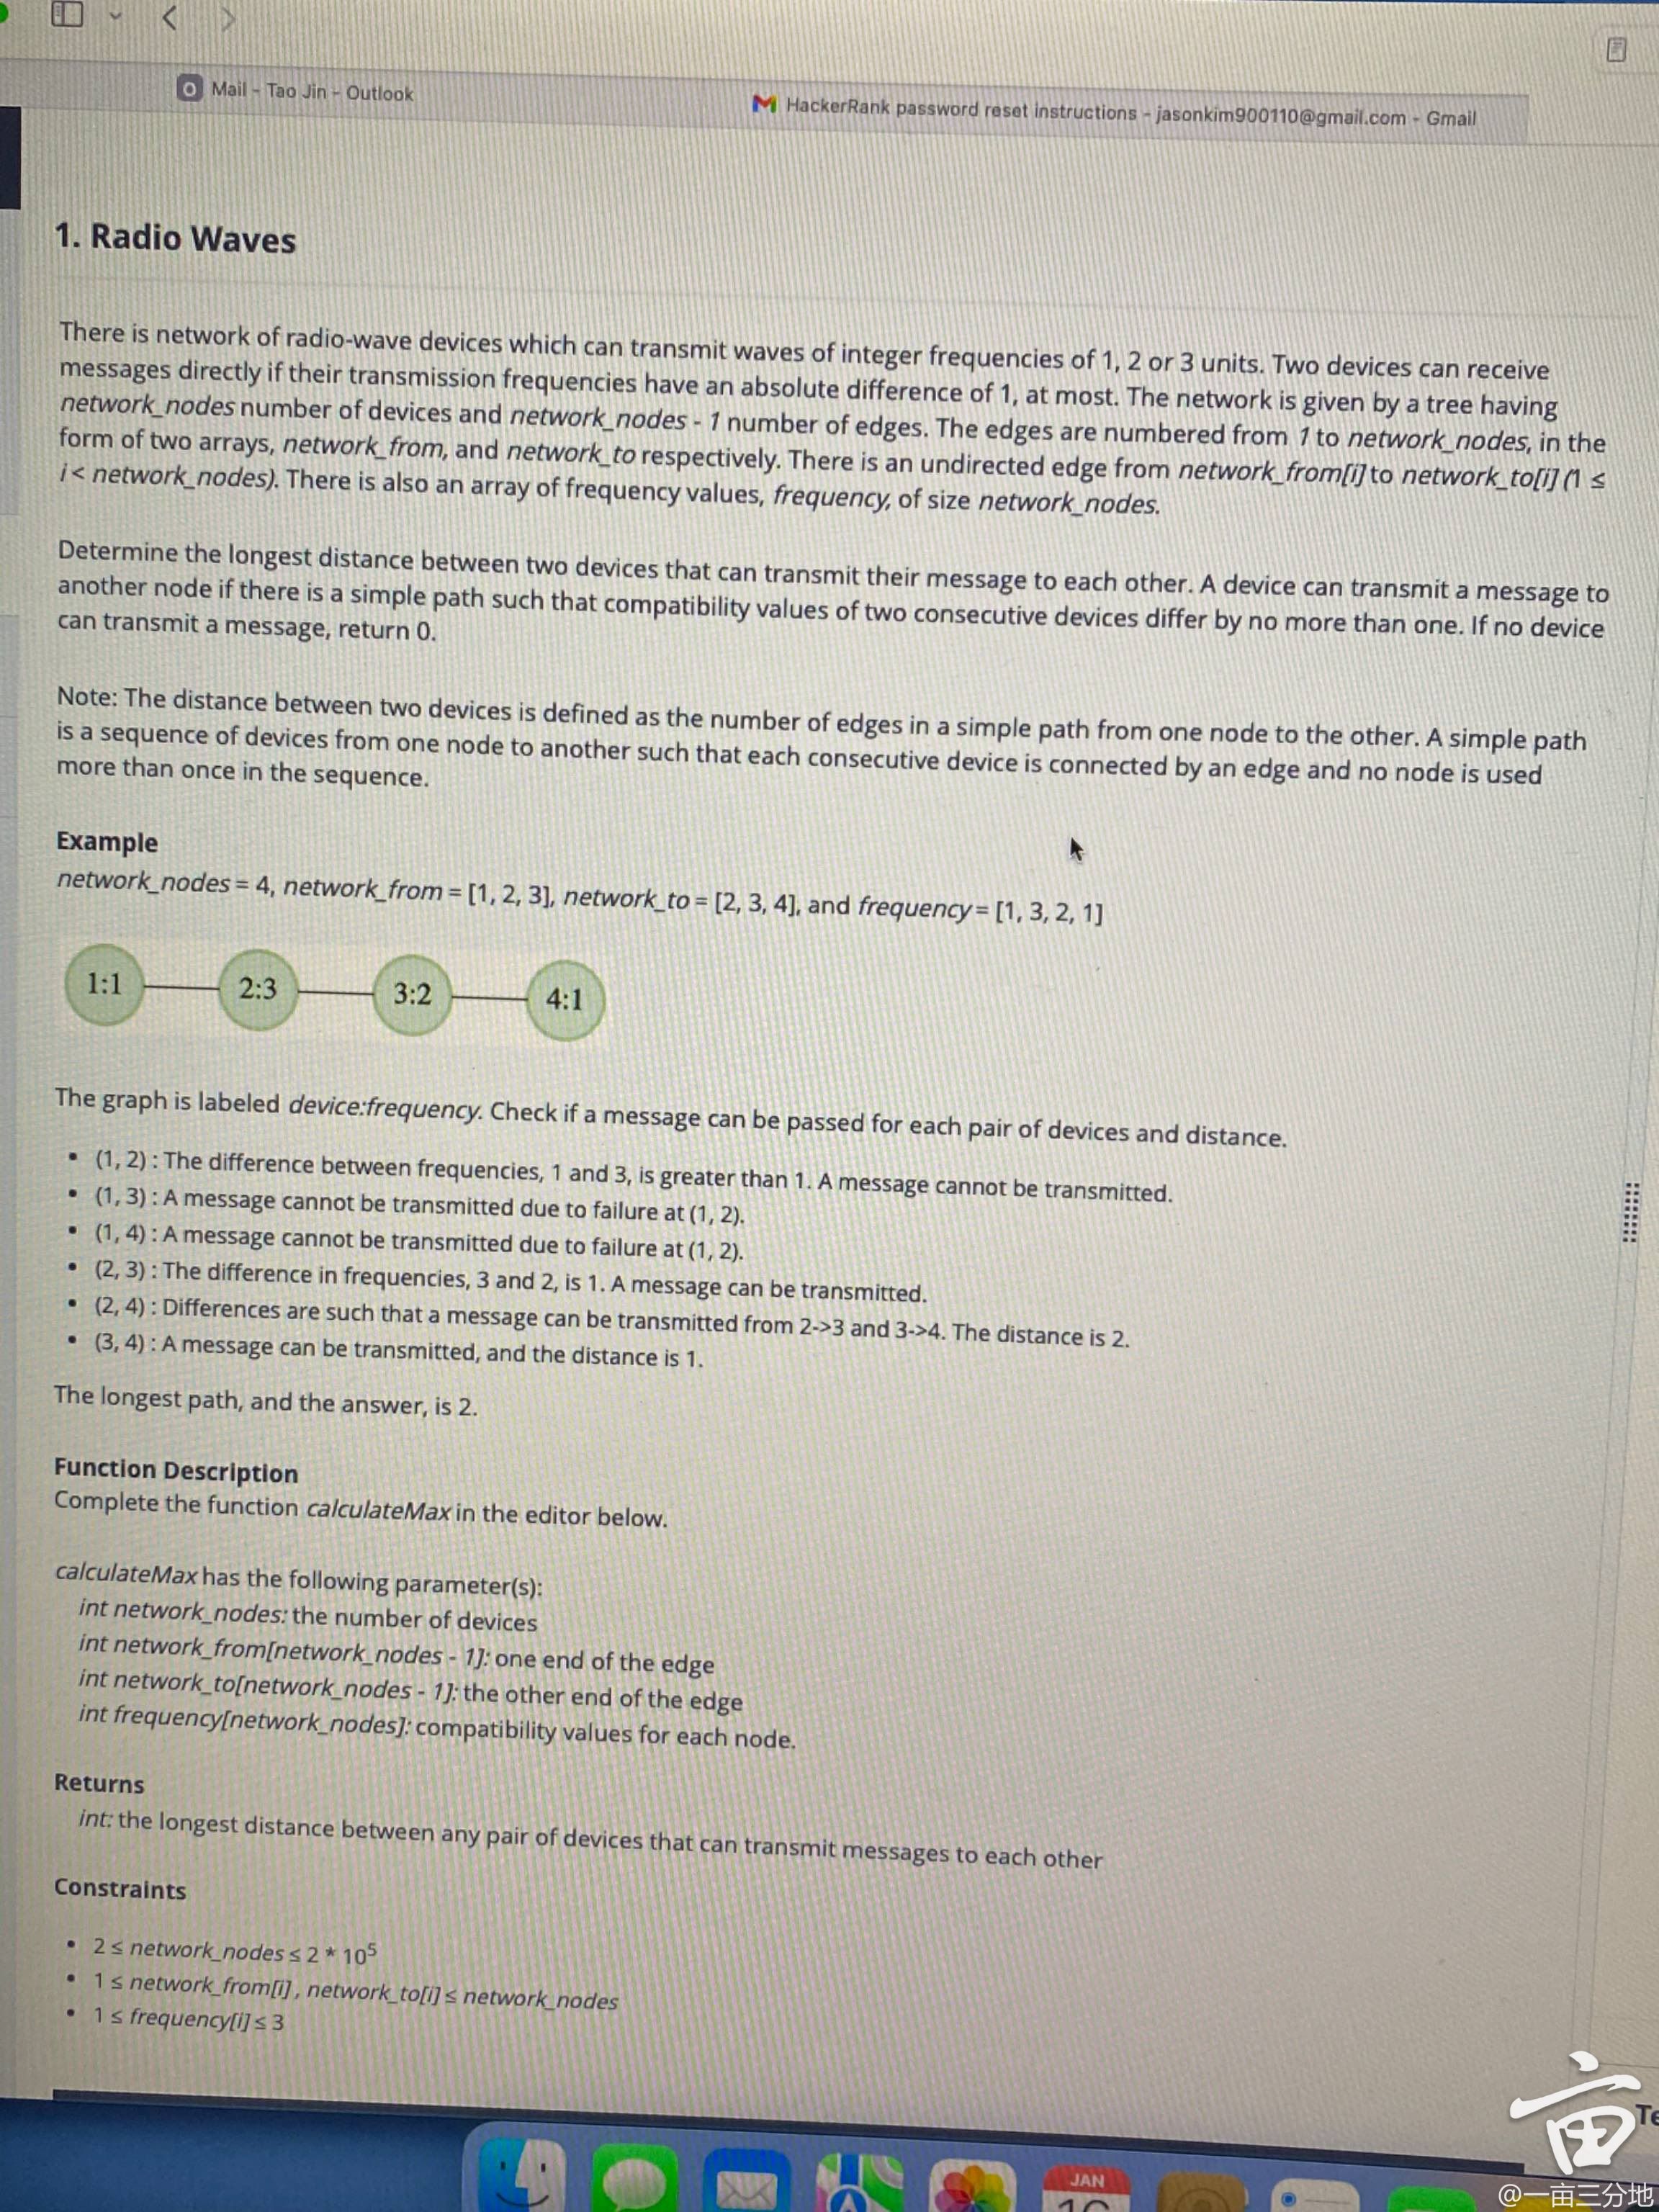 Mail - Tao Jin - Outlook
HackerRank password reset instructions - jasonkim900110@gmail.com - Gmail
1. Radio Waves
There is network of radio-wave devices which can transmit waves of integer frequencies of 1, 2 or 3 units. Two devices can receive
messages directly if their transmission frequencies have an absolute difference of 1, at most. The network is given by a tree having
network_nodes number of devices and network_nodes - 1 number of edges. The edges are numbered from 1 to network_nodes, in the
form of two arrays, network_from, and network_to respectively. There is an undirected edge from network_from[i] to network_to[i] (1 ≤
i < network_nodes). There is also an array of frequency values, frequency, of size network_nodes.
Determine the longest distance between two devices that can transmit their message to each other. A device can transmit a message to
another node if there is a simple path such that compatibility values of two consecutive devices differ by no more than one. If no device
can transmit a message, return 0.
Note: The distance between two devices is defined as the number of edges in a simple path from one node to the other. A simple path
is a sequence of devices from one node to another such that each consecutive device is connected by an edge and no node is used
more than once in the sequence.
Example
network_nodes = 4, network_from = [1, 2, 3], network_to = [2, 3, 4], and frequency = [1, 3, 2, 1]
1:1 2:3 3:2 4:1
The graph is labeled device:frequency. Check if a message can be passed for each pair of devices and distance.
• (1, 2) : The difference between frequencies, 1 and 3, is greater than 1. A message cannot be transmitted.
• (1, 3) : A message cannot be transmitted due to failure at (1, 2).
• (1, 4) : A message cannot be transmitted due to failure at (1, 2).
• (2, 3) : The difference in frequencies, 3 and 2, is 1. A message can be transmitted.
• (2, 4) : Differences are such that a message can be transmitted from 2->3 and 3->4. The distance is 2.
• (3, 4) : A message can be transmitted, and the distance is 1.
The longest path, and the answer, is 2.
Function Description
Complete the function calculateMax in the editor below.
calculateMax has the following parameter(s):
int network_nodes: the number of devices
int network_from[network_nodes - 1]: one end of the edge
int network_to[network_nodes - 1]: the other end of the edge
int frequency[network_nodes]: compatibility values for each node.
Returns
int: the longest distance between any pair of devices that can transmit messages to each other
Constraints
• 2 ≤ network_nodes ≤ 2 * 10⁵
• 1 ≤ network_from[i] , network_to[i] ≤ network_nodes
• 1 ≤ frequency[i] ≤ 3
Te
JAN
亩
@一亩三分地